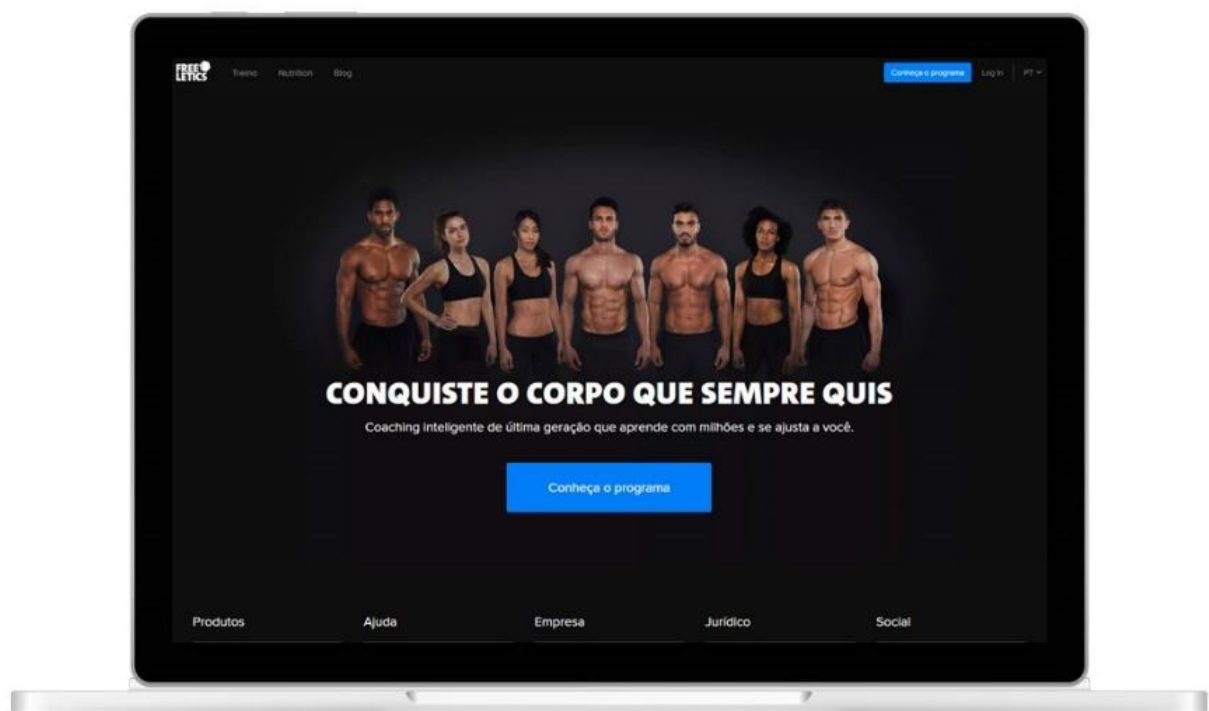 FREE
LETICS
Treino Nutrition Blog
Conheça o programa Log In PT
CONQUISTE O CORPO QUE SEMPRE QUIS
Coaching inteligente de última geração que aprende com milhões e se ajusta a você.
Conheça o programa
Produtos Ajuda Empresa Jurídico Social